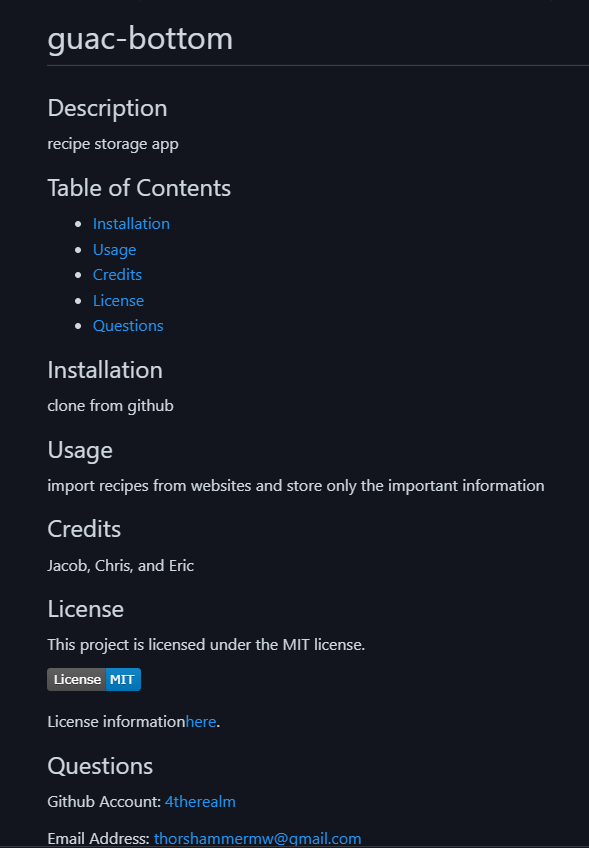 guac-bottom
Description
recipe storage app
Table of Contents
Installation
Usage
Credits
License
Questions
Installation
clone from github
Usage
import recipes from websites and store only the important information
Credits
Jacob, Chris, and Eric
License
This project is licensed under the MIT license.
License MIT
License informationhere.
Questions
Github Account: 4therealm
Email Address: thorshammermw@gmail.com